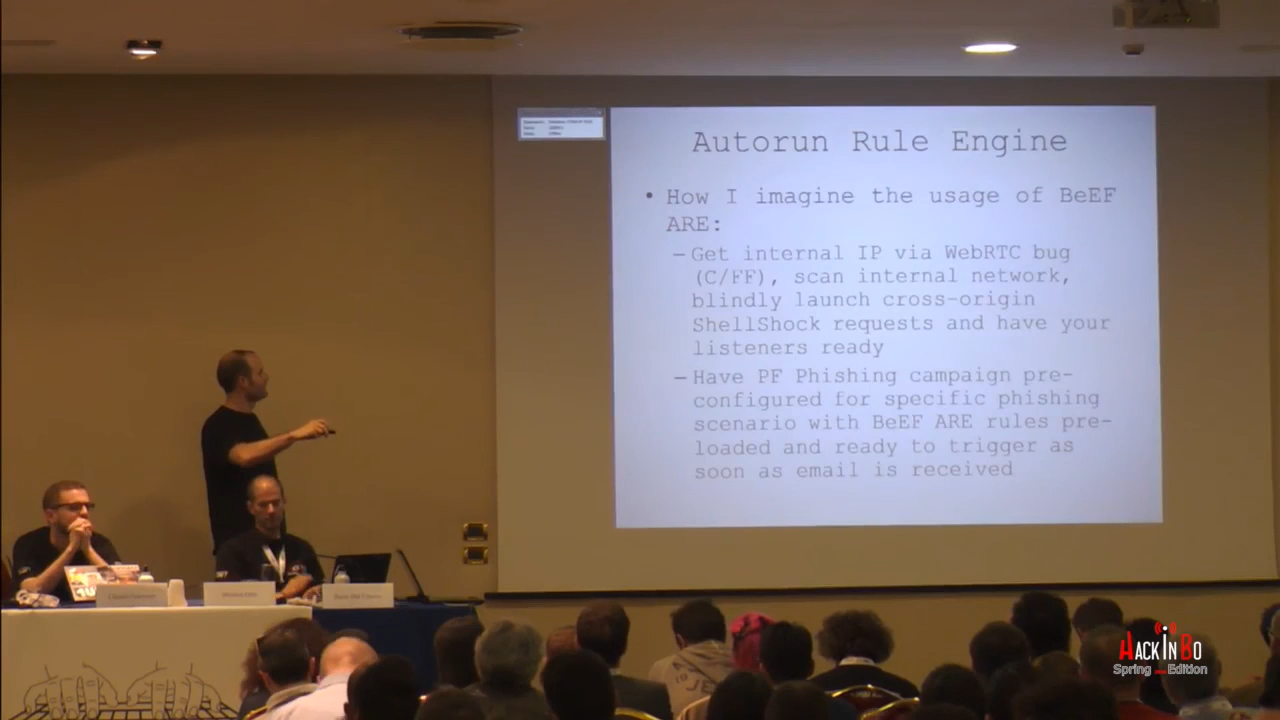 Autorun Rule Engine
• How I imagine the usage of BeEF
ARE:
– Get internal IP via WebRTC bug
(C/FF), scan internal network,
blindly launch cross-origin
ShellShock requests and have your
listeners ready
– Have PF Phishing campaign pre-
configured for specific phishing
scenario with BeEF ARE rules pre-
loaded and ready to trigger as
soon as email is received
HACKINBO
Spring Edition